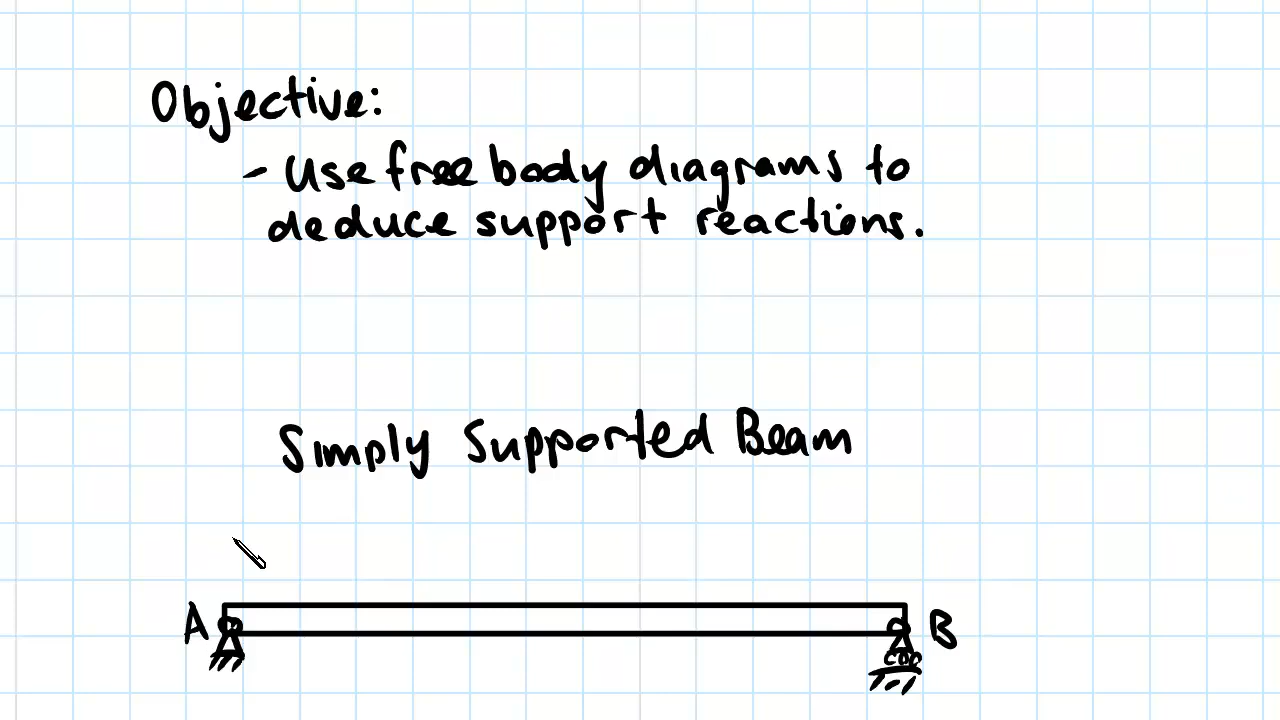 Objective:
- Use free body diagrams to
deduce support reactions.
Simply Supported Beam
A
B